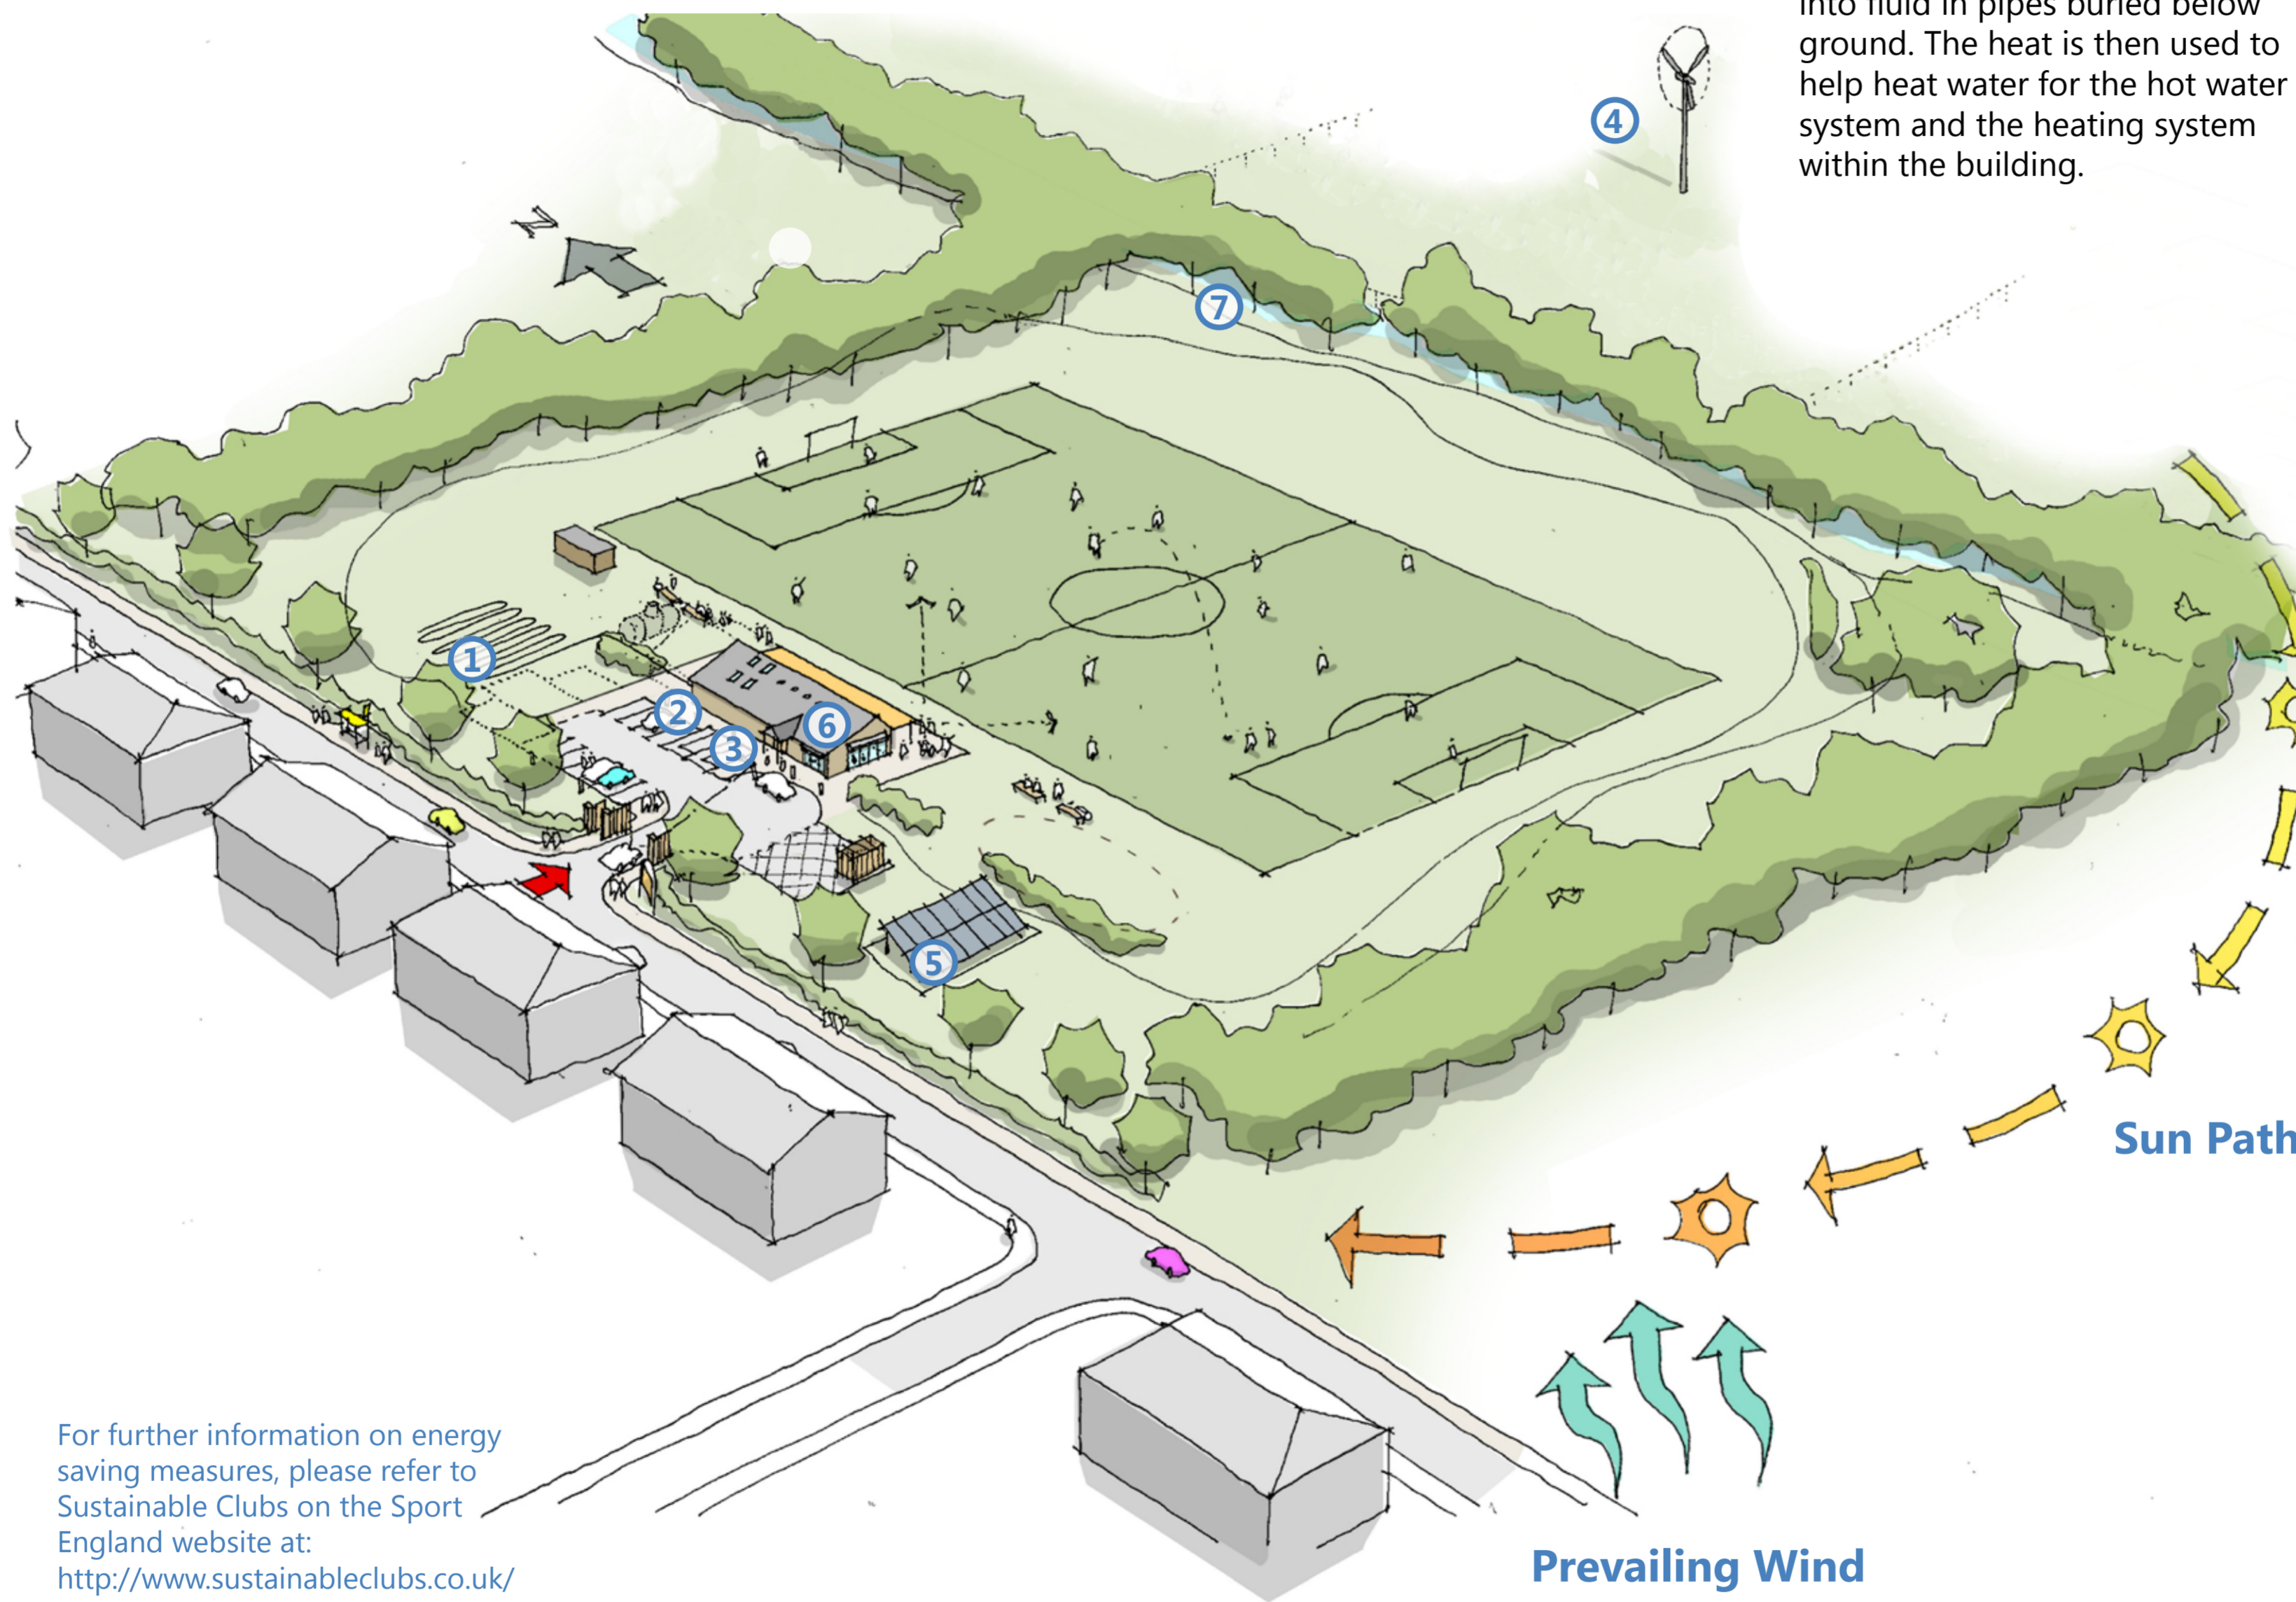 into fluid in pipes buried below
ground. The heat is then used to
help heat water for the hot water
system and the heating system
within the building.
4
N
7
1
2
6
3
5
Sun Path
For further information on energy
saving measures, please refer to
Sustainable Clubs on the Sport
England website at:
http://www.sustainableclubs.co.uk/
Prevailing Wind